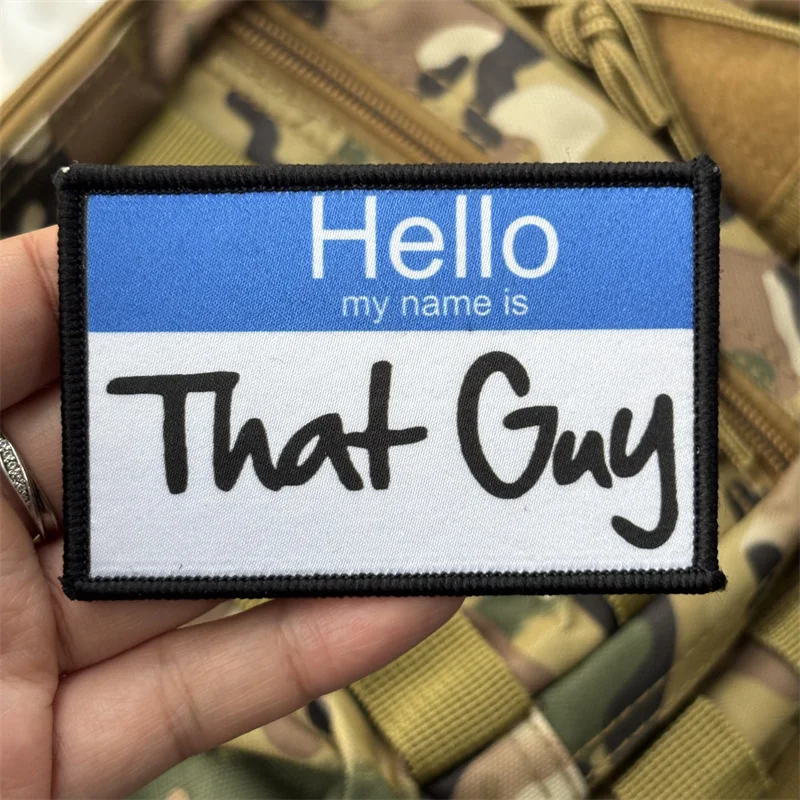 Hello
my name is
That Guy